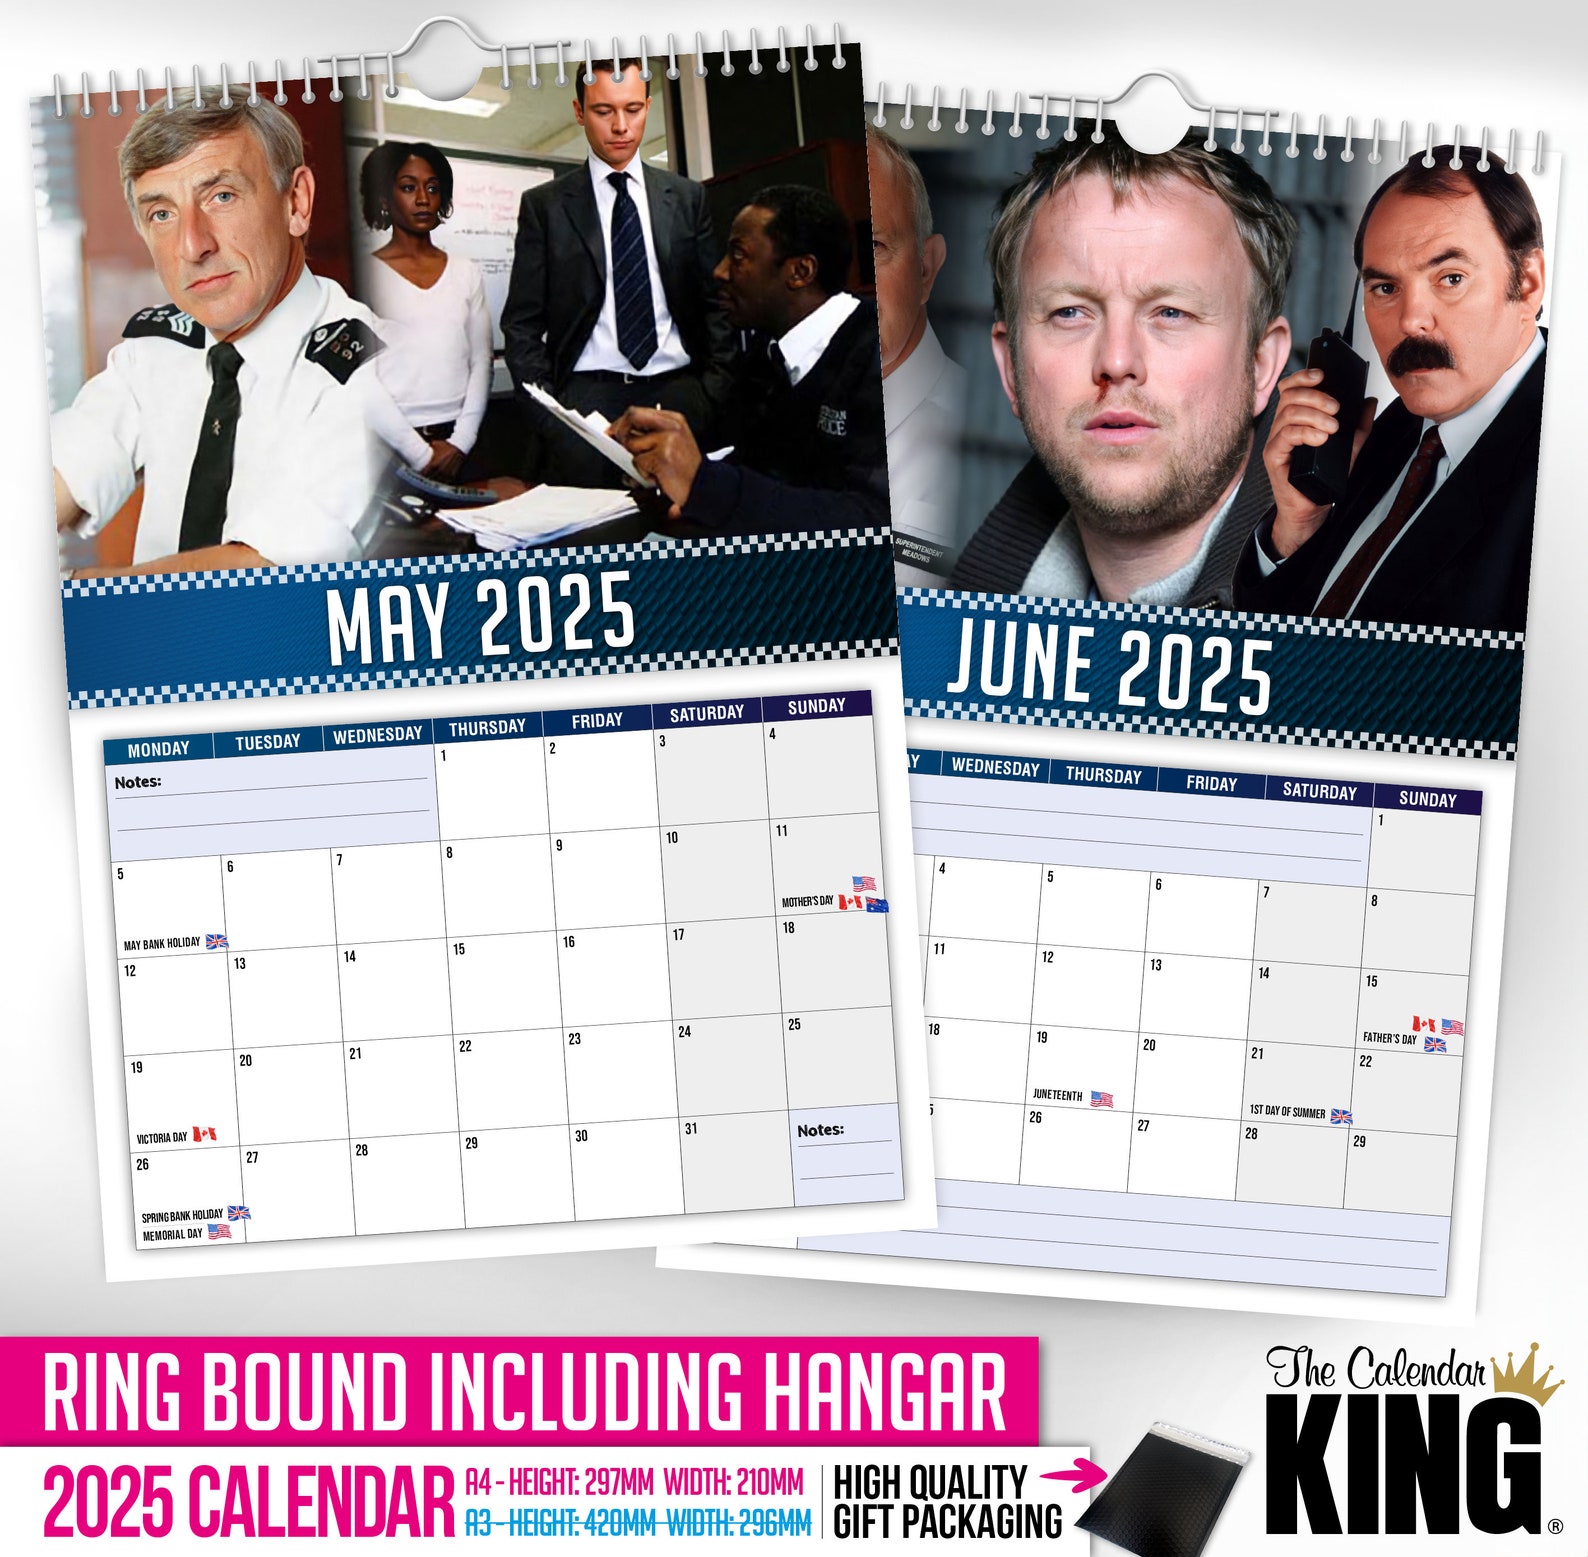 SUPERINTENDENT
MEADOWS
MAY 2025
MONDAY TUESDAY WEDNESDAY THURSDAY FRIDAY SATURDAY SUNDAY
Notes:
1 2 3 4
5 6 7 8 9 10 11
MAY BANK HOLIDAY
MOTHER'S DAY
12 13 14 15 16 17 18
19 20 21 22 23 24 25
VICTORIA DAY
26 27 28 29 30 31
Notes:
SPRING BANK HOLIDAY
MEMORIAL DAY
JUNE 2025
WEDNESDAY THURSDAY FRIDAY SATURDAY SUNDAY
1
4 5 6 7 8
11 12 13 14 15
FATHER'S DAY
18 19 20 21 22
JUNETEENTH
1ST DAY OF SUMMER
26 27 28 29
RING BOUND INCLUDING HANGAR
2025 CALENDAR
A4 - HEIGHT: 297MM WIDTH: 210MM
A3 - HEIGHT: 420MM WIDTH: 296MM
HIGH QUALITY
GIFT PACKAGING
The Calendar
KING®